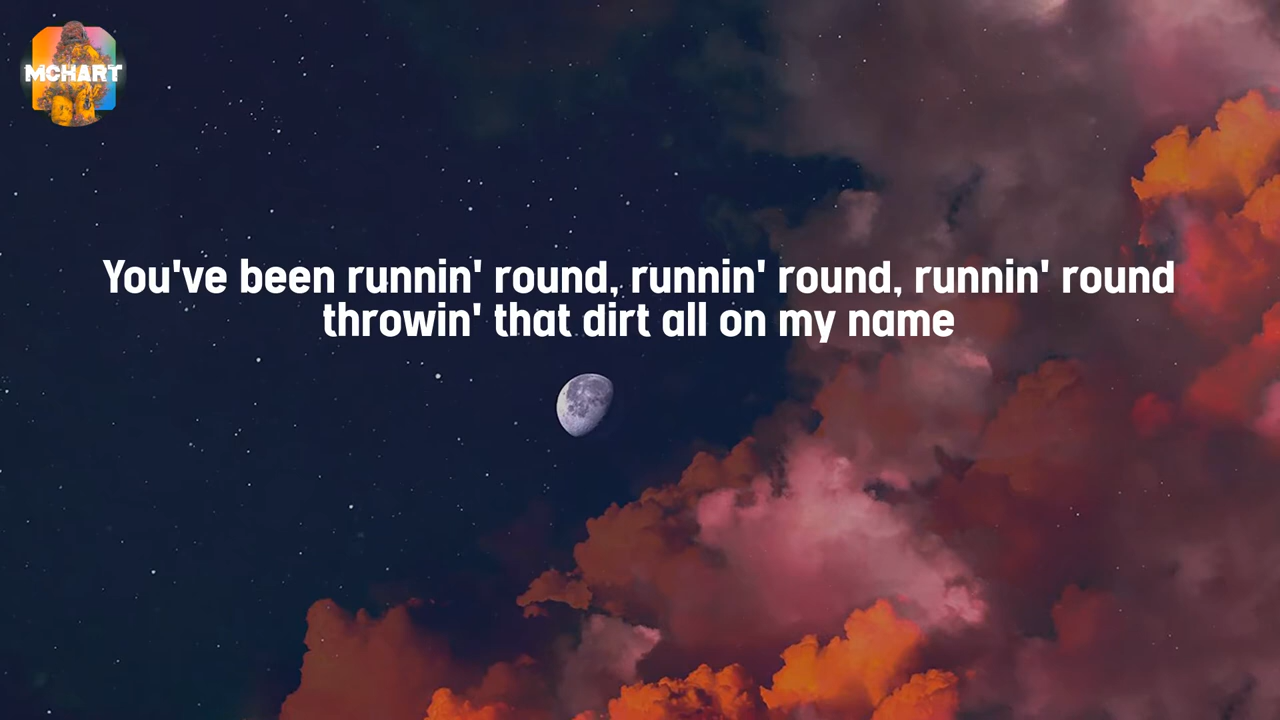 MCHART
You've been runnin' round, runnin' round, runnin' round
throwin' that dirt all on my name